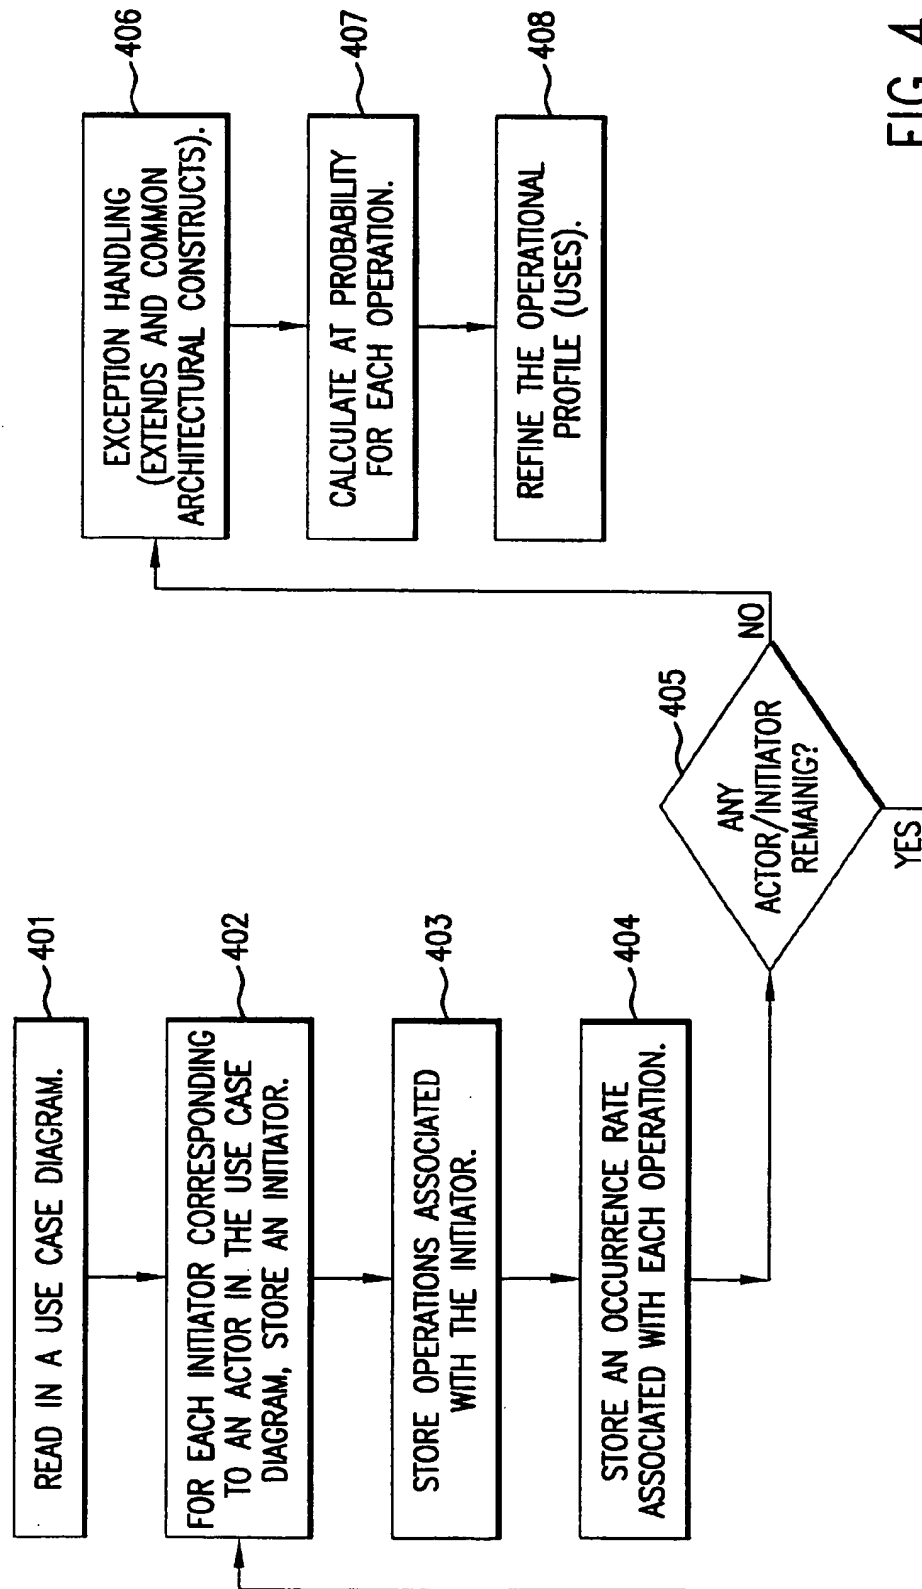 401
READ IN A USE CASE DIAGRAM.
402
FOR EACH INITIATOR CORRESPONDING
TO AN ACTOR IN THE USE CASE
DIAGRAM, STORE AN INITIATOR.
403
STORE OPERATIONS ASSOCIATED
WITH THE INITIATOR.
404
STORE AN OCCURRENCE RATE
ASSOCIATED WITH EACH OPERATION.
405
ANY
ACTOR/INITIATOR
REMAINIG?
YES
NO
406
EXCEPTION HANDLING
(EXTENDS AND COMMON
ARCHITECTURAL CONSTRUCTS).
407
CALCULATE AT PROBABILITY
FOR EACH OPERATION.
408
REFINE THE OPERATIONAL
PROFILE (USES).
FIG. 4